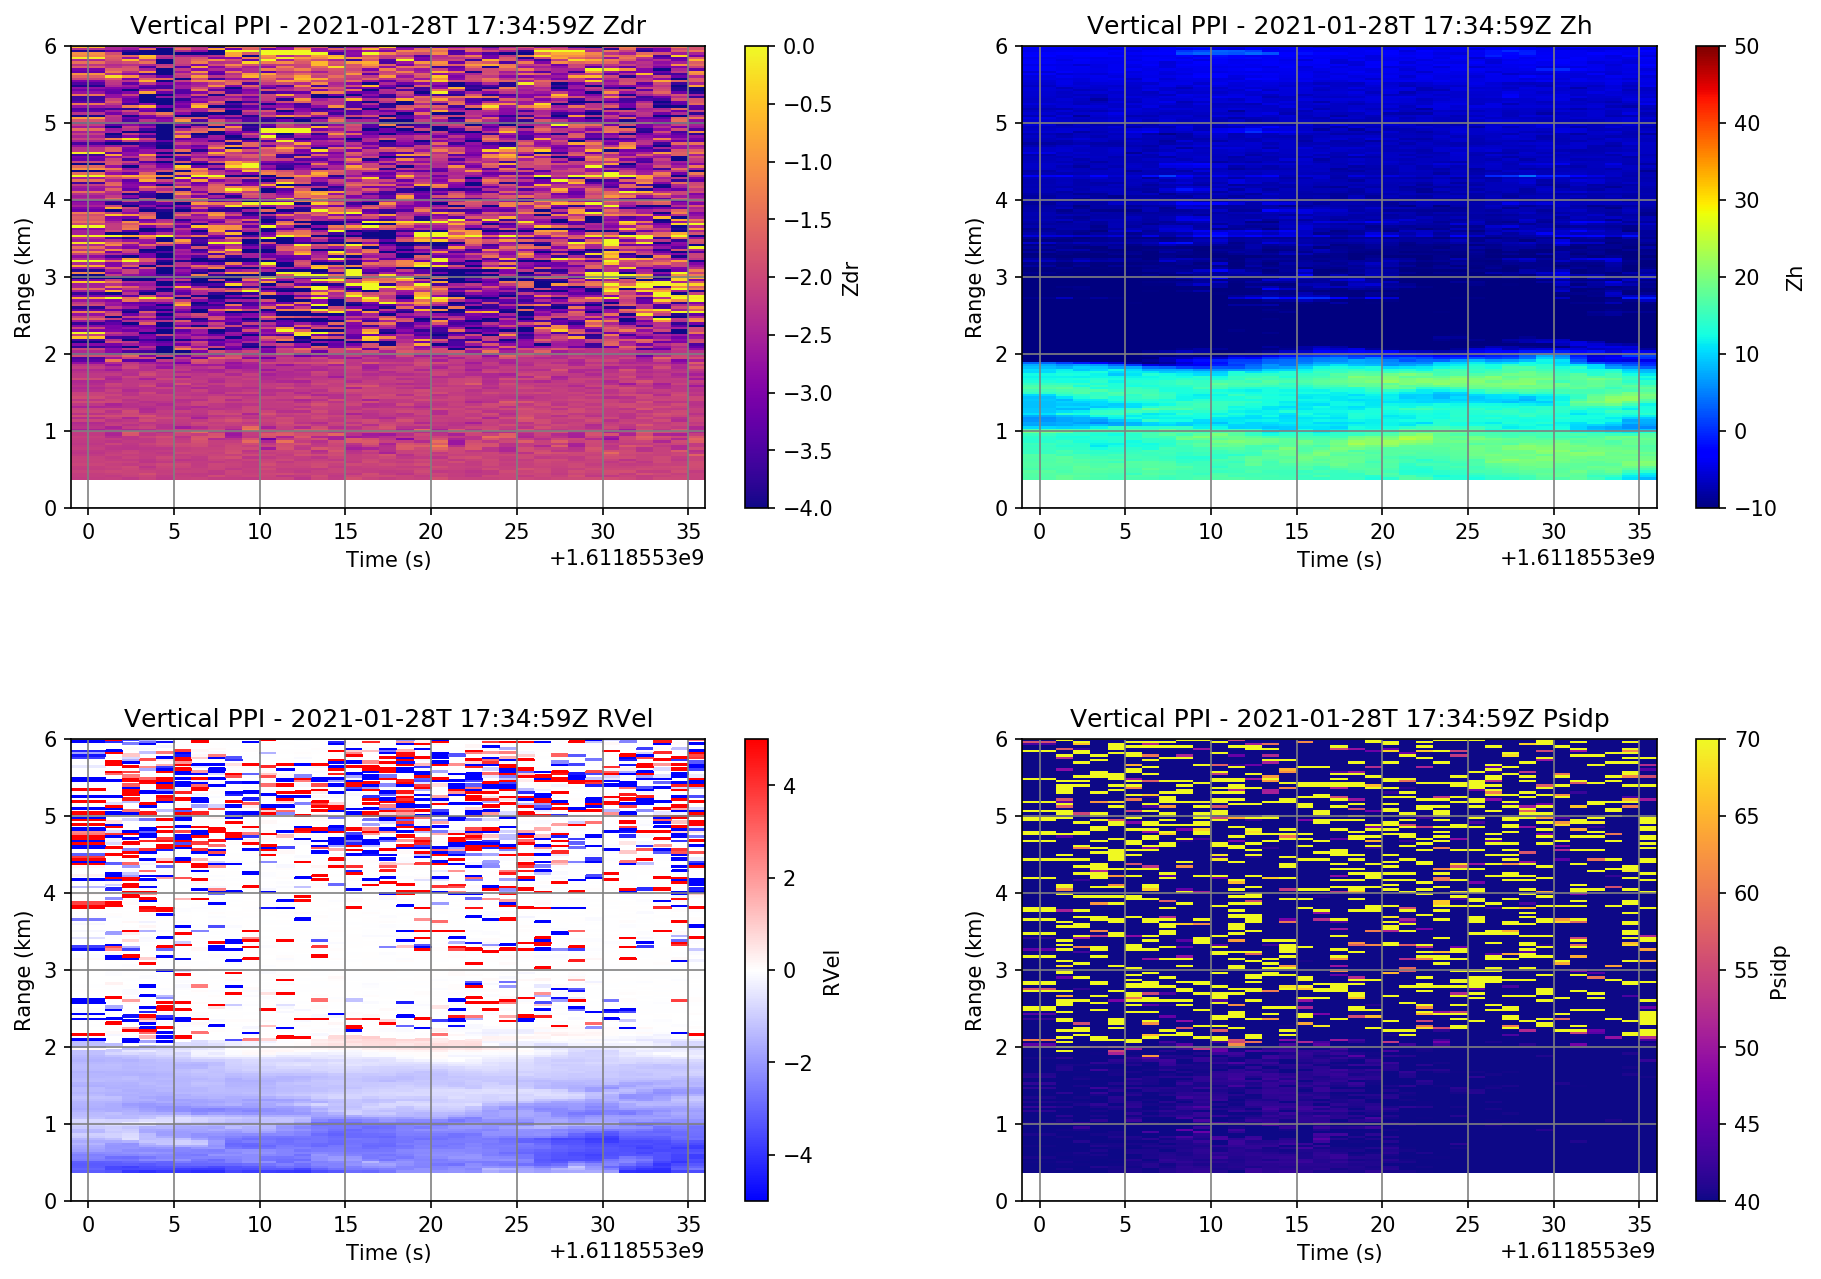 Vertical PPI - 2021-01-28T 17:34:59Z Zdr
6
5
4
3
2
1
0
Range (km)
0 5 10 15 20 25 30 35
Time (s)
+1.6118553e9
0.0
−0.5
−1.0
−1.5
−2.0
−2.5
−3.0
−3.5
−4.0
Zdr
Vertical PPI - 2021-01-28T 17:34:59Z Zh
6
5
4
3
2
1
0
Range (km)
0 5 10 15 20 25 30 35
Time (s)
+1.6118553e9
50
40
30
20
10
0
−10
Zh
Vertical PPI - 2021-01-28T 17:34:59Z RVel
6
5
4
3
2
1
0
Range (km)
0 5 10 15 20 25 30 35
Time (s)
+1.6118553e9
4
2
0
−2
−4
RVel
Vertical PPI - 2021-01-28T 17:34:59Z Psidp
6
5
4
3
2
1
0
Range (km)
0 5 10 15 20 25 30 35
Time (s)
+1.6118553e9
70
65
60
55
50
45
40
Psidp